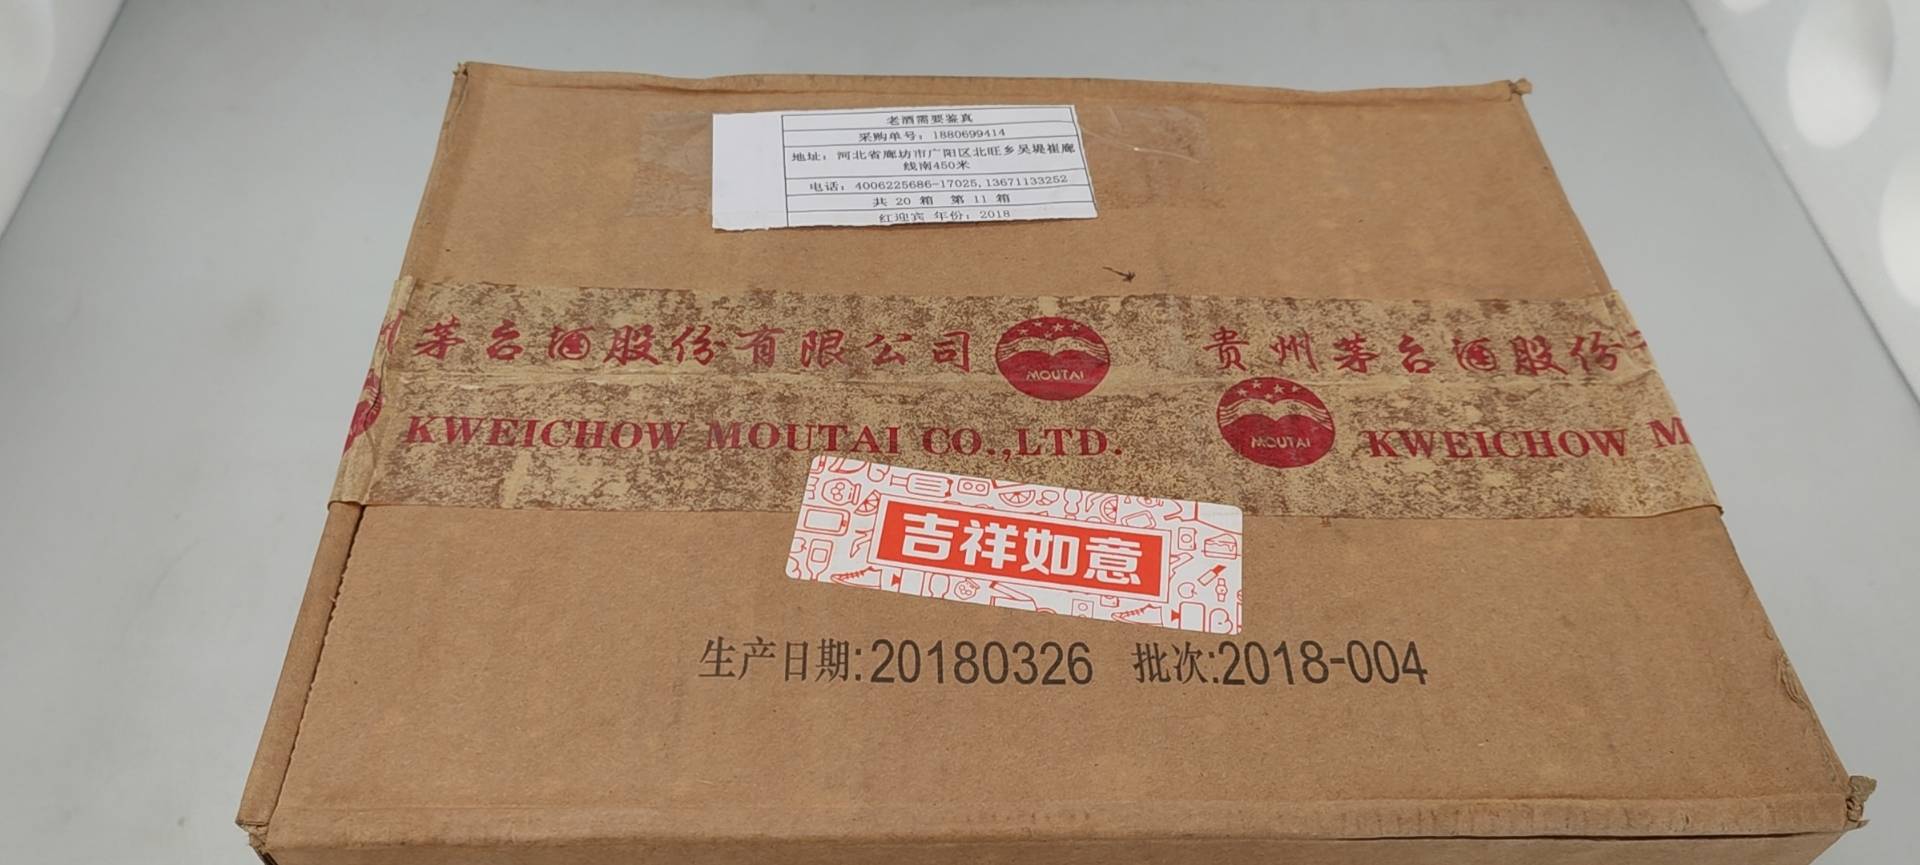 老酒需要鉴真
采购单号：1880699414
地址：河北省廊坊市广阳区北旺乡吴堤崔廊
线南450米
电话：4006225686-17025,13671133252
共 20 箱 第 11 箱
红迎宾 年份：2018
州 茅台酒股份有限公司 MOUTAI 贵州茅台酒股份
KWEICHOW MOUTAI CO.,LTD. MOUTAI KWEICHOW M
吉祥如意
生产日期:20180326 批次:2018-004